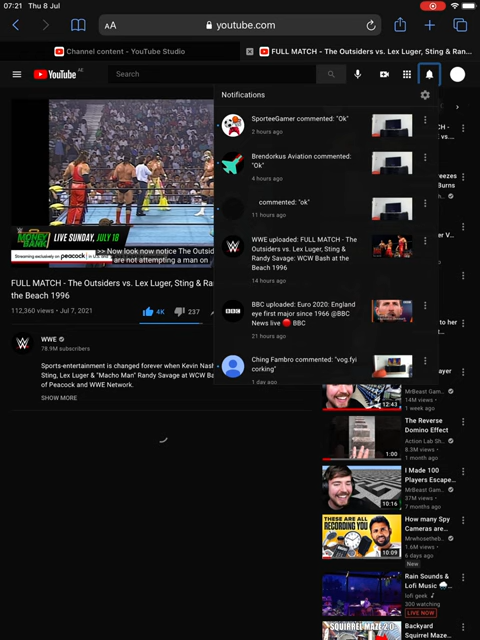 07:21 Thu 8 Jul
AA
youtube.com
Channel content - YouTube Studio
FULL MATCH - The Outsiders vs. Lex Luger, Sting & Ran...
YouTube
AE
Search
Notifications
SporteeGamer commented: "Ok"
2 hours ago
Brendorkus Aviation commented:
"Ok"
4 hours ago
commented: "ok"
11 hours ago
WWE uploaded: FULL MATCH - The
Outsiders vs. Lex Luger, Sting &
Randy Savage: WCW Bash at the
Beach 1996
14 hours ago
BBC
BBC uploaded: Euro 2020: England
eye first major since 1966 @BBC
News live 🔴 BBC
21 hours ago
Ching Fambro commented: "vog.fyi
corking"
1 day ago
MONEY
BANK
LIVE SUNDAY, JULY 18
Streaming exclusively on peacock in U.S.
>> Now look now notice The Outsid
are not attempting a man on
FULL MATCH - The Outsiders vs. Lex Luger, Sting &
the Beach 1996
112,360 views • Jul 7, 2021
4K
237
WWE
78.9M subscribers
Sports-entertainment is changed forever when Kevin Nash
Sting, Lex Luger & "Macho Man" Randy Savage at WCW Ba
of Peacock and WWE Network.
SHOW MORE
12:43
MrBeast Gam...
14M views •
1 week ago
The Reverse
Domino Effect
Action Lab Sh...
8.3M views •
1 month ago
1:00
I Made 100
Players Escape...
MrBeast Gam...
37M views •
7 months ago
10:16
THESE ARE ALL
RECORDING YOU
10:09
How many Spy
Cameras are...
Mrwhosetheb...
1.6M views •
6 days ago
New
Rain Sounds &
Lofi Music 🌧️...
lofi geek 🎵
300 watching
LIVE NOW
SQUIRREL MAZE 2.0
Backyard
Squirrel Maze...